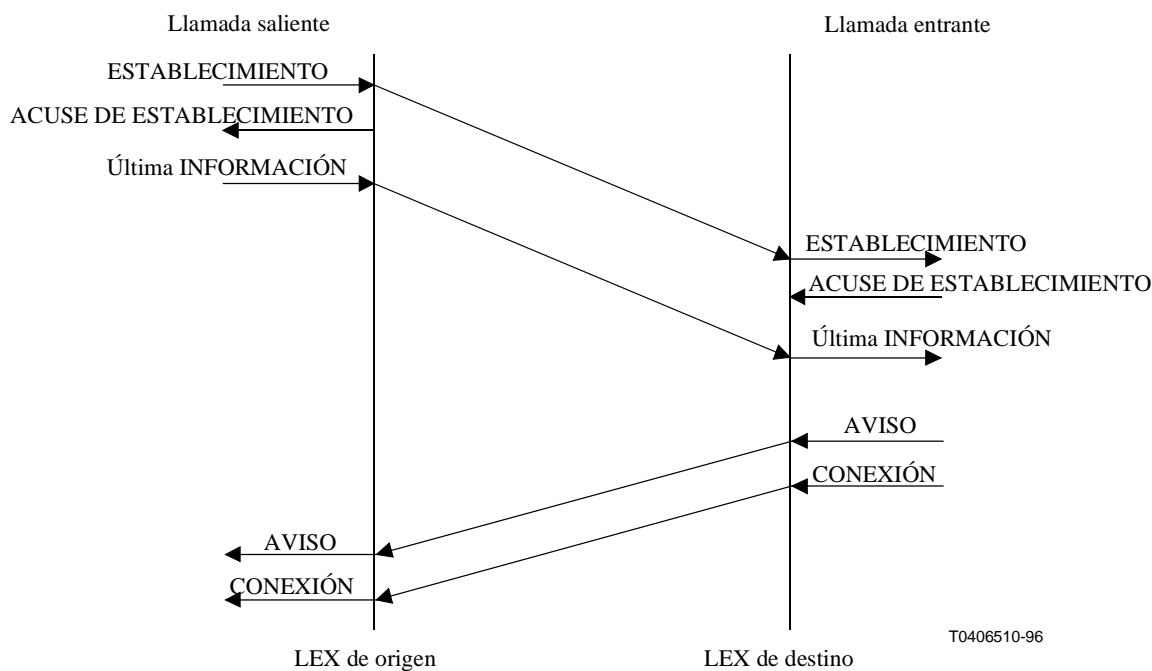 Llamada saliente
Llamada entrante
ESTABLECIMIENTO
ACUSE DE ESTABLECIMIENTO
Última INFORMACIÓN
ESTABLECIMIENTO
ACUSE DE ESTABLECIMIENTO
Última INFORMACIÓN
AVISO
CONEXIÓN
AVISO
CONEXIÓN
T0406510-96
LEX de origen
LEX de destino